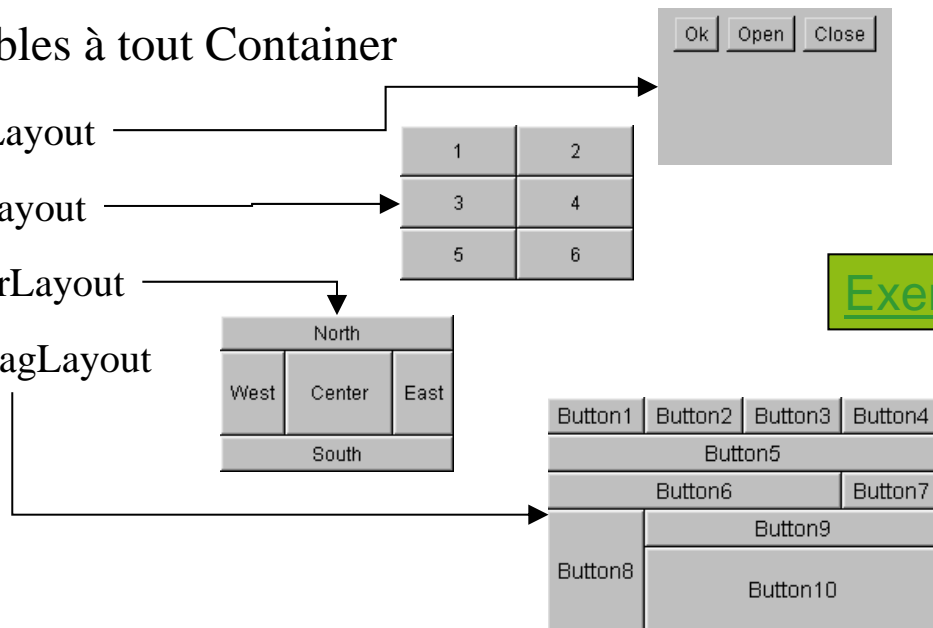 bles à tout Container
Ok Open Close
Layout
1 2
ayout
3 4
5 6
rLayout
Exer
North
agLayout
West Center East
South
Button1 Button2 Button3 Button4
Button5
Button6 Button7
Button9
Button8
Button10